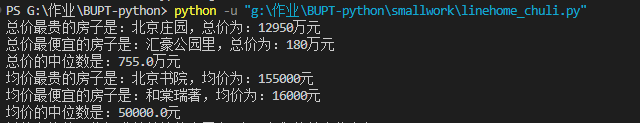 PS G:\作业\BUPT-python> python -u "g:\作业\BUPT-python\smallwork\linehome_chuli.py"
总价最贵的房子是：北京庄园，总价为：12950万元
总价最便宜的房子是：汇豪公园里，总价为：180万元
总价的中位数是：755.0万元
均价最贵的房子是：北京书院，均价为：155000元
均价最便宜的房子是：和棠瑞著，均价为：16000元
均价的中位数是：50000.0元